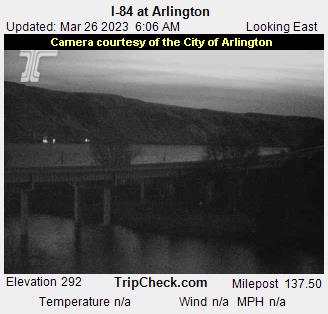 I-84 at Arlington
Updated: Mar 26 2023 6:06 AM Looking East
Camera courtesy of the City of Arlington
Elevation 292 TripCheck.com Milepost 137.50
Temperature n/a Wind n/a MPH n/a